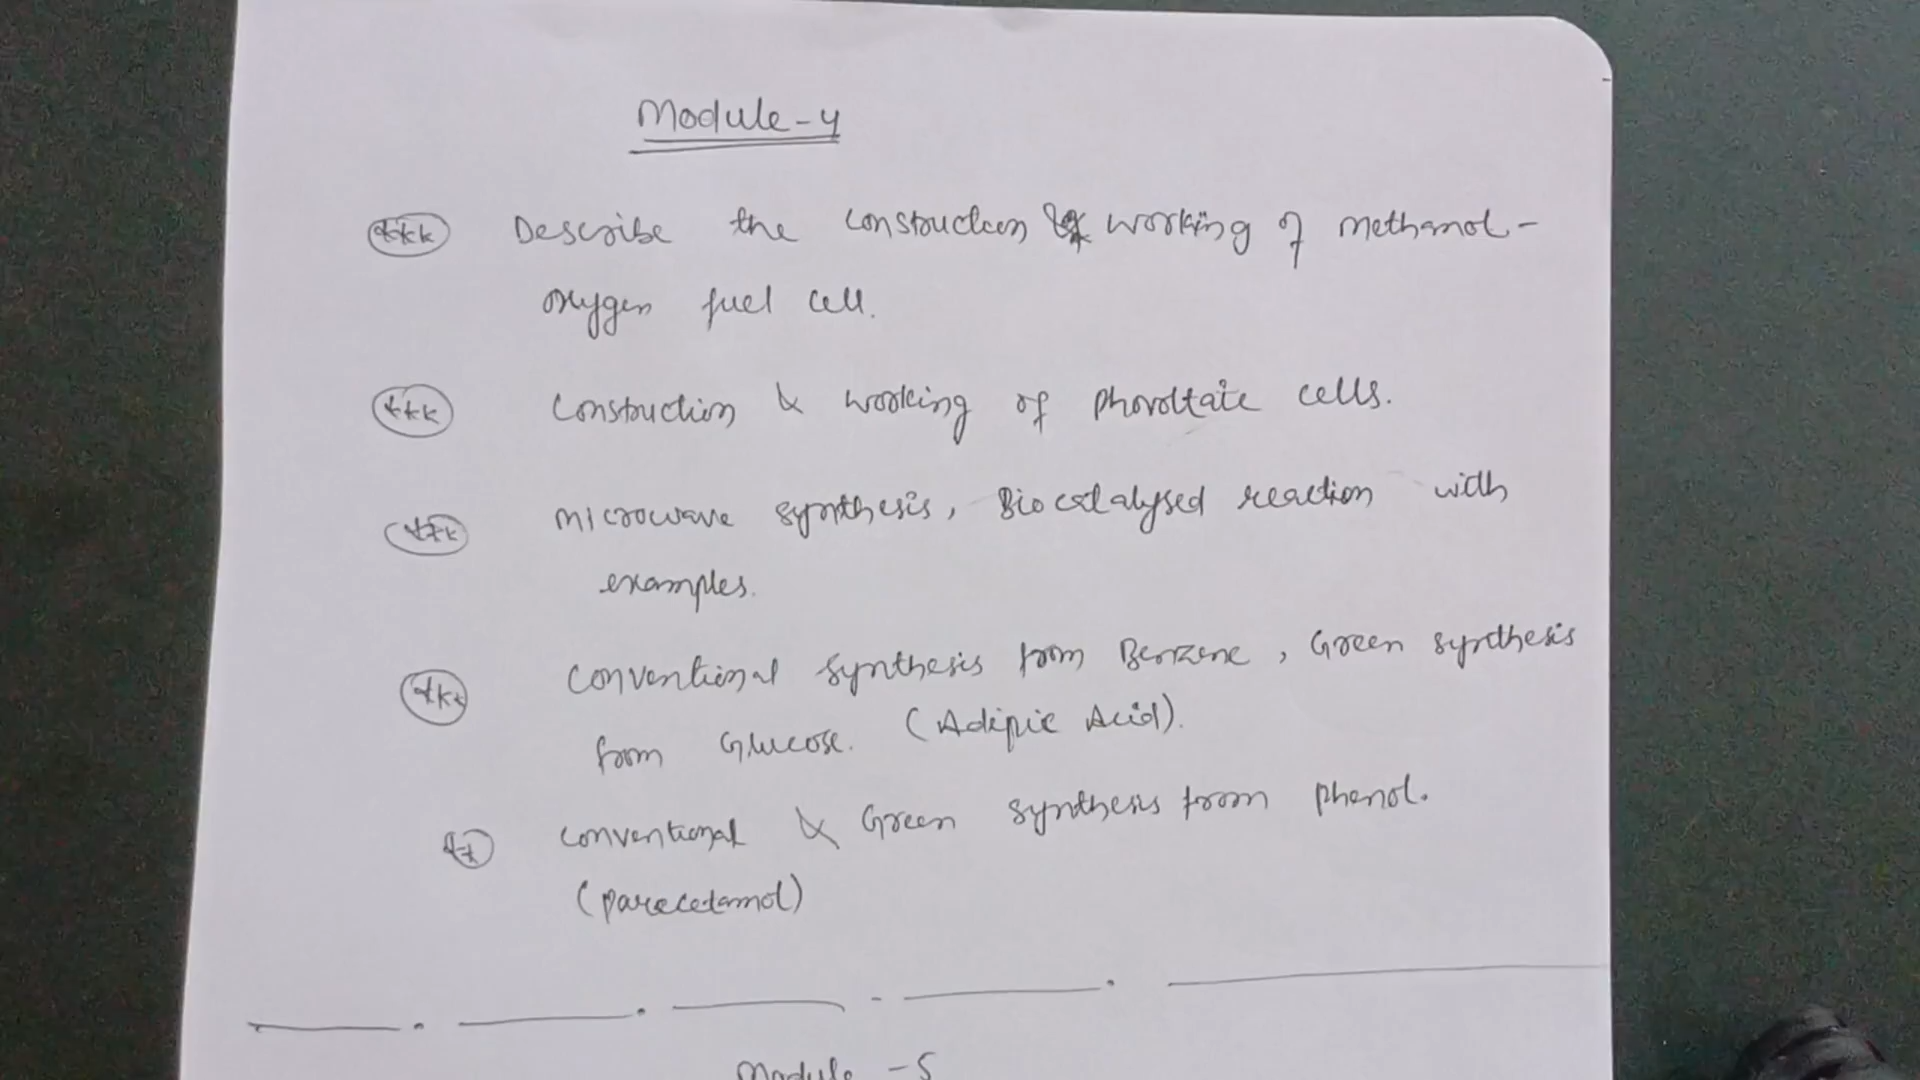 Module-4
*** Describe the construction & working of methanol-
oxygen fuel cell.
*** Construction & working of phovoltaic cells.
*** Microwave synthesis, Biocatalysed reaction with
examples.
*** Conventional synthesis from Benzene, Green synthesis
from Glucose. (Adipic Acid).
** Conventional & Green synthesis from phenol.
(paracetamol)
Module -5